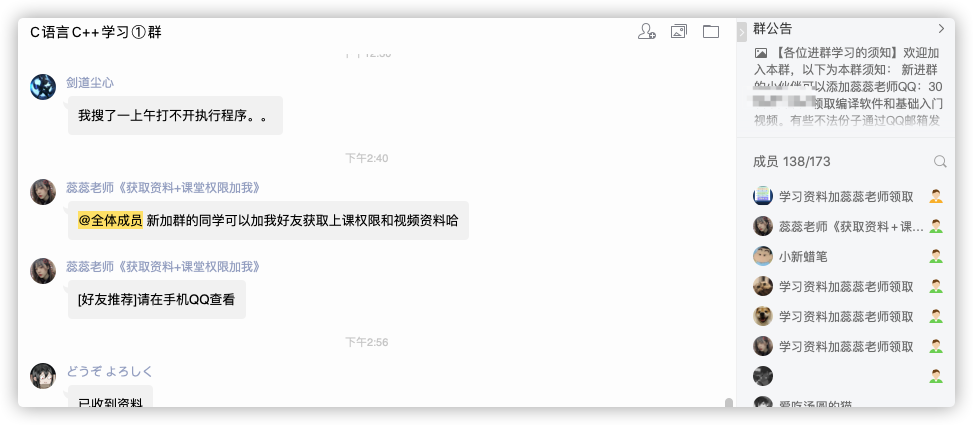 C语言C++学习①群
剑道尘心
我搜了一上午打不开执行程序。。
下午2:40
蕊蕊老师《获取资料+课堂权限加我》
@全体成员 新加群的同学可以加我好友获取上课权限和视频资料哈
蕊蕊老师《获取资料+课堂权限加我》
[好友推荐]请在手机QQ查看
下午2:56
どうぞ よろしく
已收到资料
群公告
【各位进群学习的须知】欢迎加
入本群，以下为本群须知： 新进群
的小伙伴可以添加蕊蕊老师QQ：30
领取编译软件和基础入门
视频。有些不法份子通过QQ邮箱发
成员 138/173
学习资料加蕊蕊老师领取
蕊蕊老师《获取资料+课...
小新蜡笔
学习资料加蕊蕊老师领取
学习资料加蕊蕊老师领取
学习资料加蕊蕊老师领取
爱吃汤圆的猫